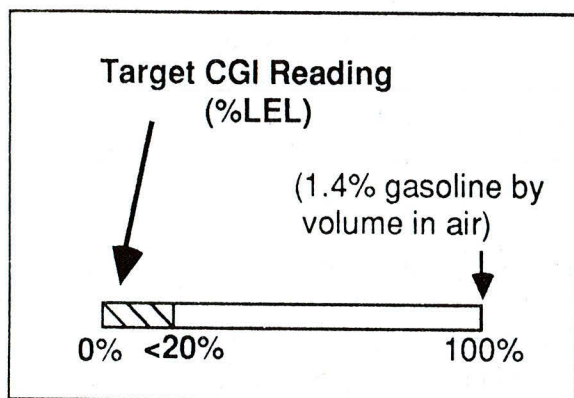 Target CGI Reading
(%LEL)
(1.4% gasoline by
volume in air)
0% <20% 100%